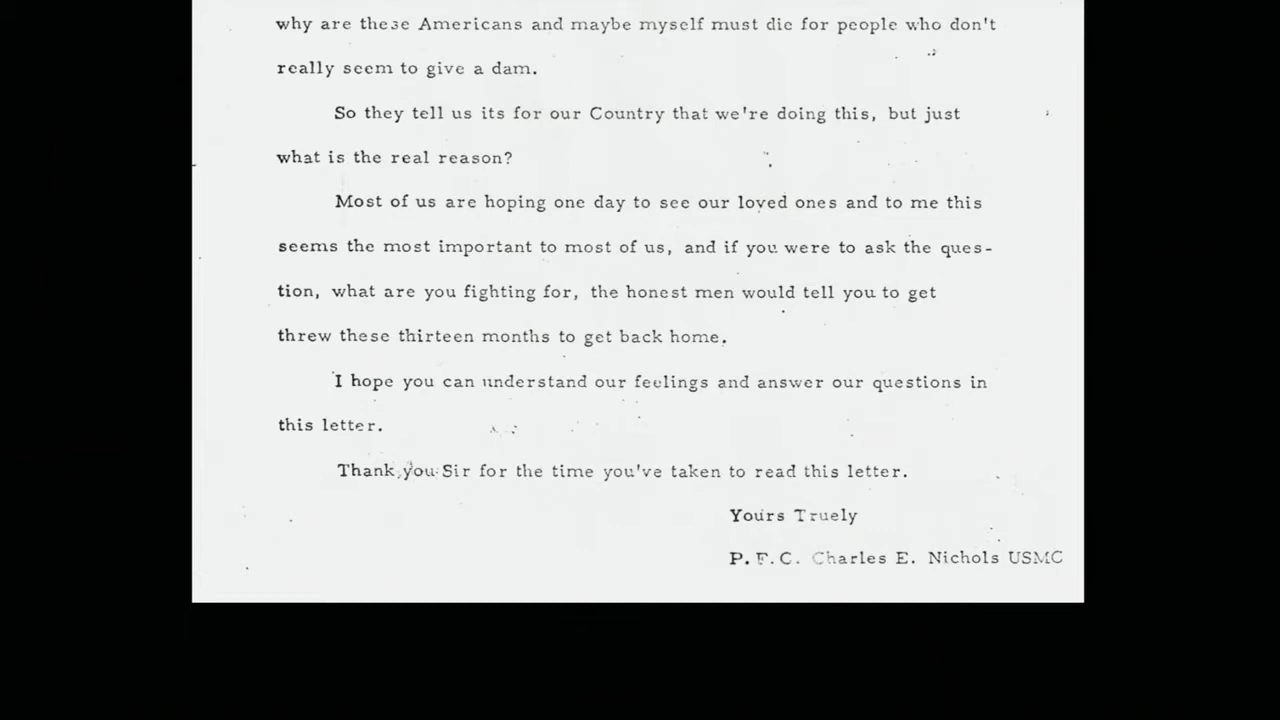 why are these Americans and maybe myself must die for people who don't
really seem to give a dam.
So they tell us its for our Country that we're doing this, but just
what is the real reason?
Most of us are hoping one day to see our loved ones and to me this
seems the most important to most of us, and if you were to ask the ques-
tion, what are you fighting for, the honest men would tell you to get
threw these thirteen months to get back home.
I hope you can understand our feelings and answer our questions in
this letter.
Thank you Sir for the time you've taken to read this letter.
Yours Truely
P. F. C. Charles E. Nichols USMC